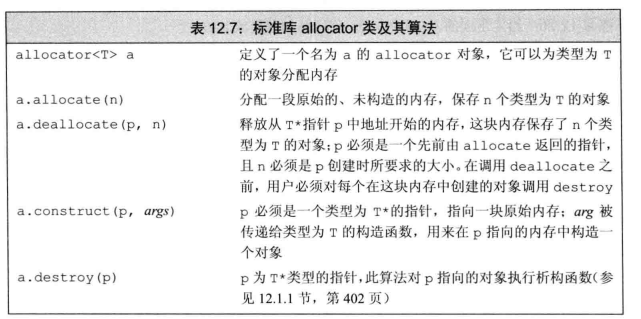 表 12.7：标准库 allocator 类及其算法
allocator<T> a 定义了一个名为 a 的 allocator 对象，它可以为类型为 T
的对象分配内存
a.allocate(n) 分配一段原始的、未构造的内存，保存 n 个类型为 T 的对象
a.deallocate(p, n) 释放从 T*指针 p 中地址开始的内存，这块内存保存了 n 个类
型为 T 的对象；p 必须是一个先前由 allocate 返回的指针，
且 n 必须是 p 创建时所要求的大小。在调用 deallocate 之
前，用户必须对每个在这块内存中创建的对象调用 destroy
a.construct(p, args) p 必须是一个类型为 T*的指针，指向一块原始内存；arg 被
传递给类型为 T 的构造函数，用来在 p 指向的内存中构造一
个对象
a.destroy(p) p 为 T*类型的指针，此算法对 p 指向的对象执行析构函数（参
见 12.1.1 节，第 402 页）